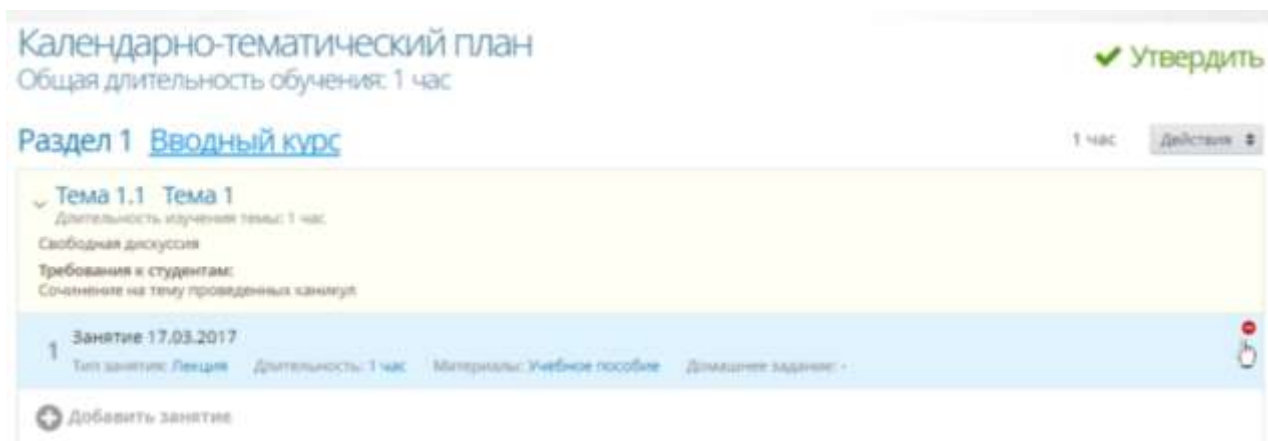 Календарно-тематический план
Общая длительность обучения: 1 час
✔ Утвердить
Раздел 1 Вводный курс
1 час
Действия
Тема 1.1 Тема 1
Длительность изучения темы: 1 час
Свободная дискуссия
Требования к студентам:
Сочинение на тему проведенных каникул
1
Занятие 17.03.2017
Тип занятия: Лекция Длительность: 1 час Материалы: Учебное пособие Домашнее задание: -
Добавить занятие